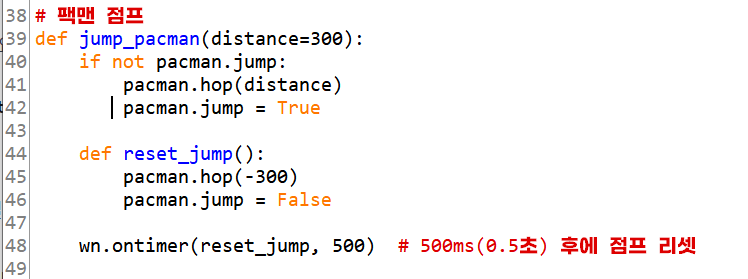 38 # 팩맨 점프
39 def jump_pacman(distance=300):
40     if not pacman.jump:
41         pacman.hop(distance)
42         pacman.jump = True
43
44     def reset_jump():
45         pacman.hop(-300)
46         pacman.jump = False
47
48     wn.ontimer(reset_jump, 500)  # 500ms(0.5초) 후에 점프 리셋
49